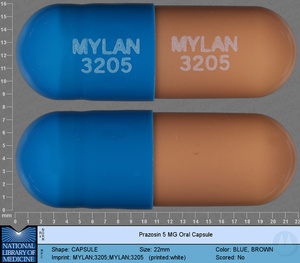 MYLAN
3205
MYLAN
3205
mm
NATIONAL
LIBRARY OF
MEDICINE
Prazosin 5 MG Oral Capsule
Shape: CAPSULE Size: 22mm Color: BLUE, BROWN
Imprint: MYLAN;3205;MYLAN;3205 (printed:white) Scored: No